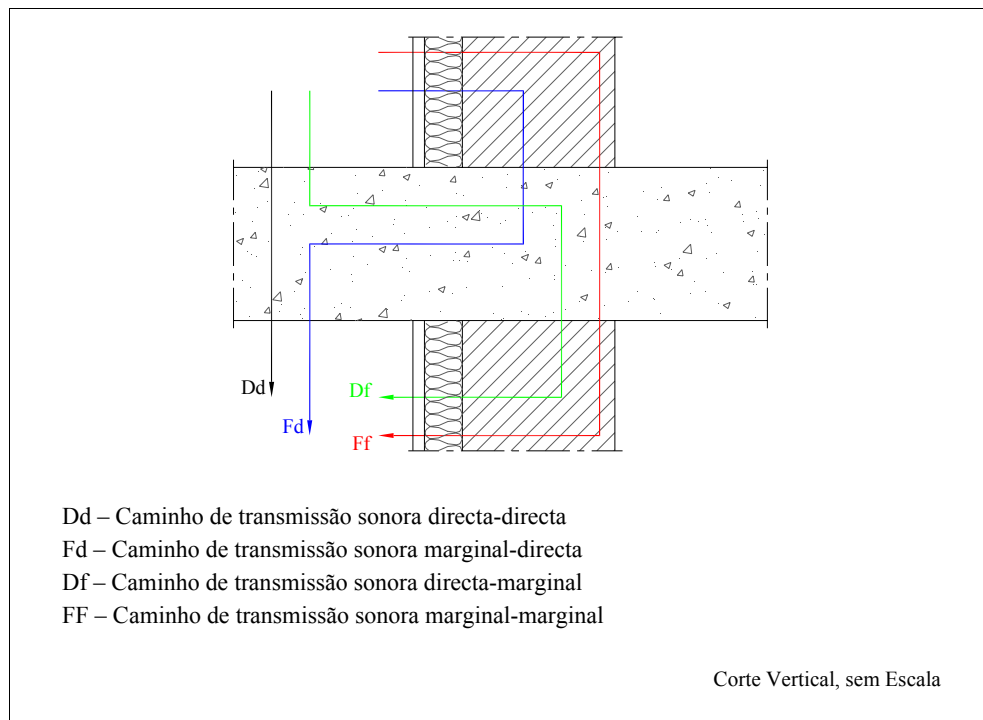 Dd
Fd
Df
Ff
Dd – Caminho de transmissão sonora directa-directa
Fd – Caminho de transmissão sonora marginal-directa
Df – Caminho de transmissão sonora directa-marginal
FF – Caminho de transmissão sonora marginal-marginal
Corte Vertical, sem Escala